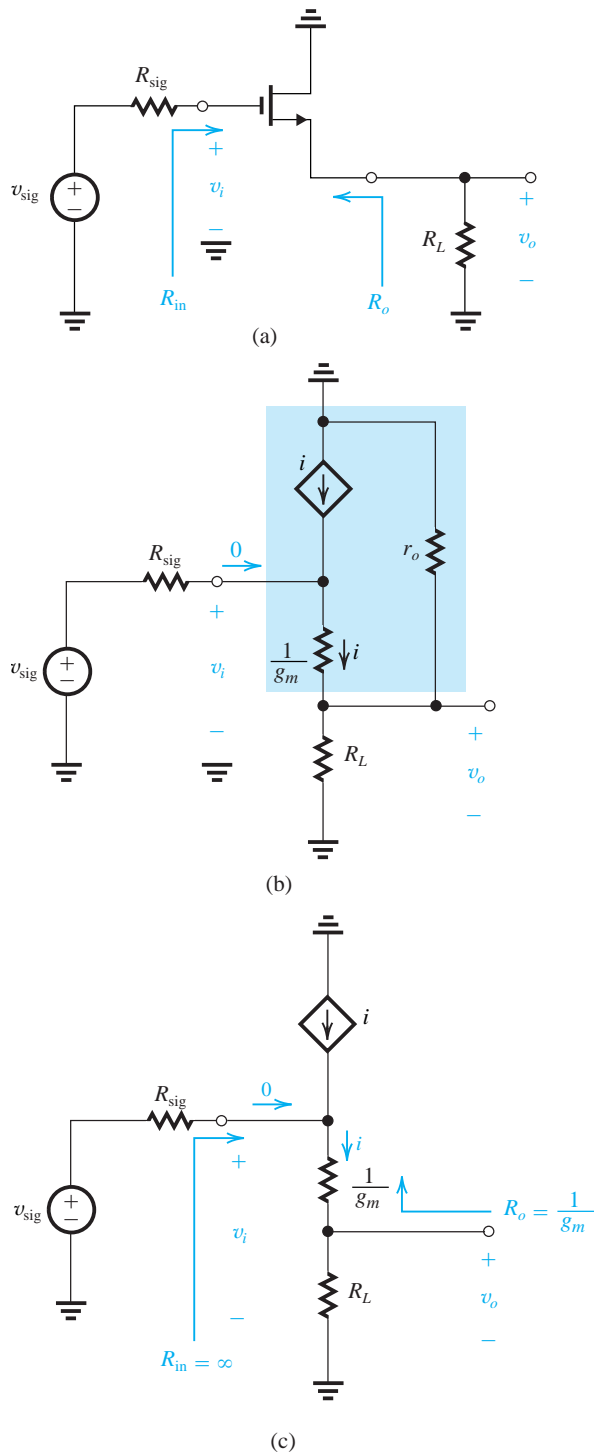 R_sig
v_sig
+
−
+
v_i
−
R_in
R_o
R_L
+
v_o
−
(a)
i
R_sig
0
r_o
+
v_i
−
1/g_m
i
v_sig
+
−
R_L
+
v_o
−
(b)
i
R_sig
0
i
+
v_i
−
1/g_m
R_o = 1/g_m
v_sig
+
−
R_L
+
v_o
−
R_in = ∞
(c)